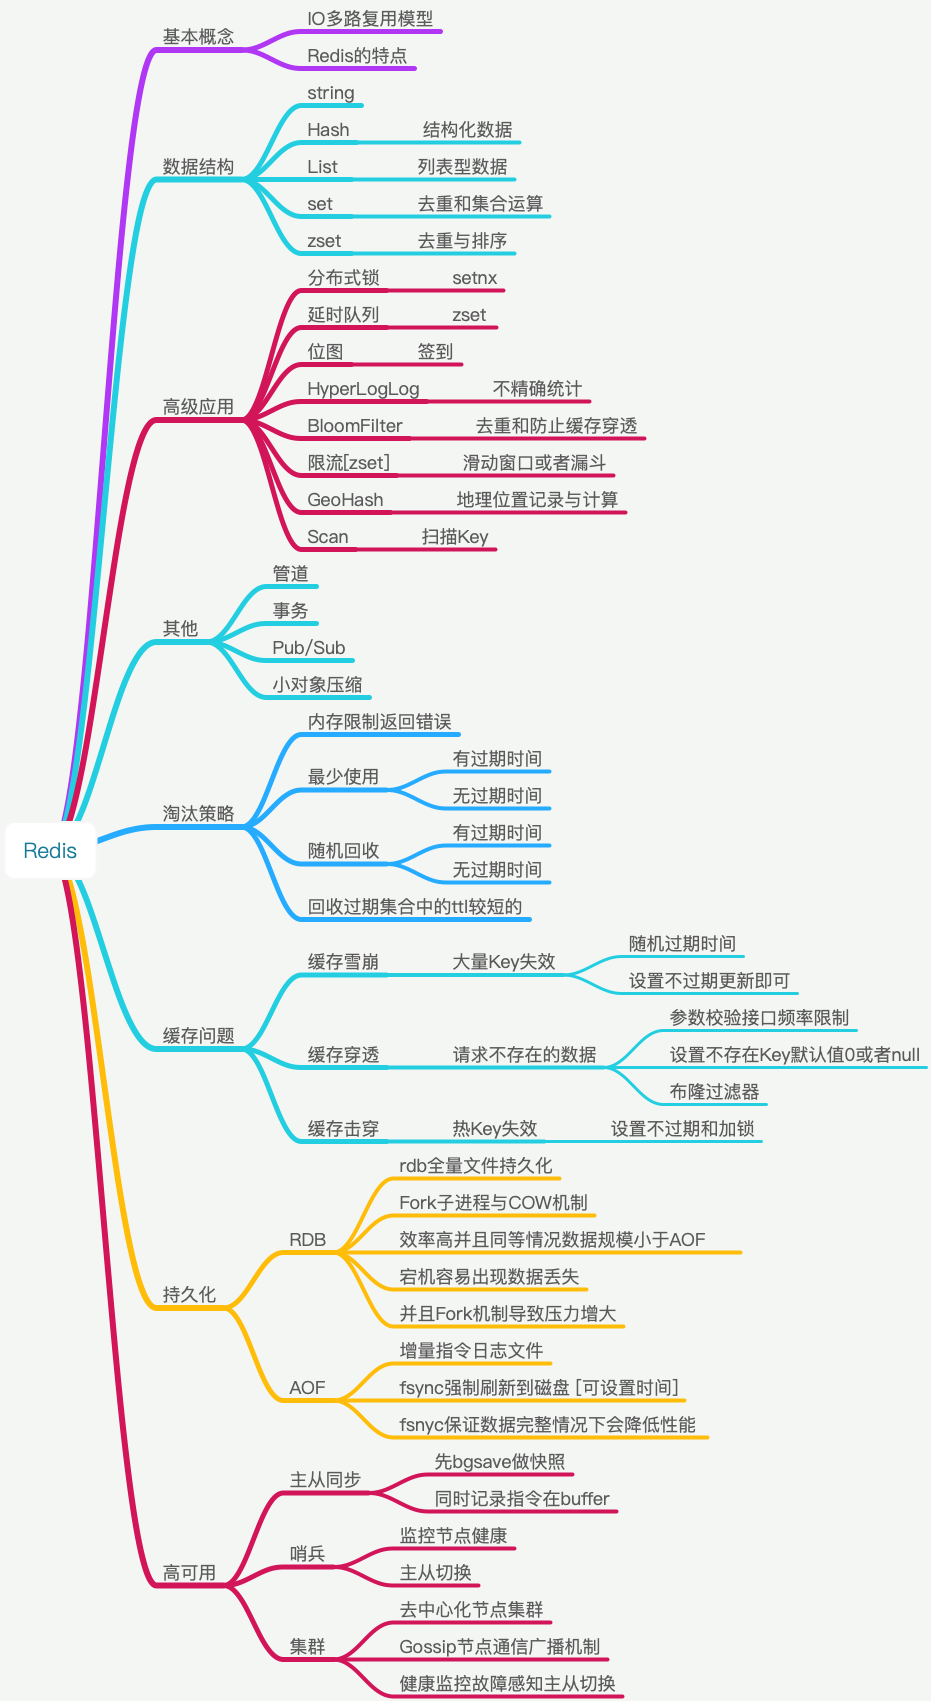 Redis
基本概念
IO多路复用模型
Redis的特点
数据结构
string
Hash
结构化数据
List
列表型数据
set
去重和集合运算
zset
去重与排序
高级应用
分布式锁
setnx
延时队列
zset
位图
签到
HyperLogLog
不精确统计
BloomFilter
去重和防止缓存穿透
限流[zset]
滑动窗口或者漏斗
GeoHash
地理位置记录与计算
Scan
扫描Key
其他
管道
事务
Pub/Sub
小对象压缩
淘汰策略
内存限制返回错误
最少使用
有过期时间
无过期时间
随机回收
有过期时间
无过期时间
回收过期集合中的ttl较短的
缓存问题
缓存雪崩
大量Key失效
随机过期时间
设置不过期更新即可
缓存穿透
请求不存在的数据
参数校验接口频率限制
设置不存在Key默认值0或者null
布隆过滤器
缓存击穿
热Key失效
设置不过期和加锁
持久化
RDB
rdb全量文件持久化
Fork子进程与COW机制
效率高并且同等情况数据规模小于AOF
宕机容易出现数据丢失
并且Fork机制导致压力增大
AOF
增量指令日志文件
fsync强制刷新到磁盘 [可设置时间]
fsnyc保证数据完整情况下会降低性能
高可用
主从同步
先bgsave做快照
同时记录指令在buffer
哨兵
监控节点健康
主从切换
集群
去中心化节点集群
Gossip节点通信广播机制
健康监控故障感知主从切换